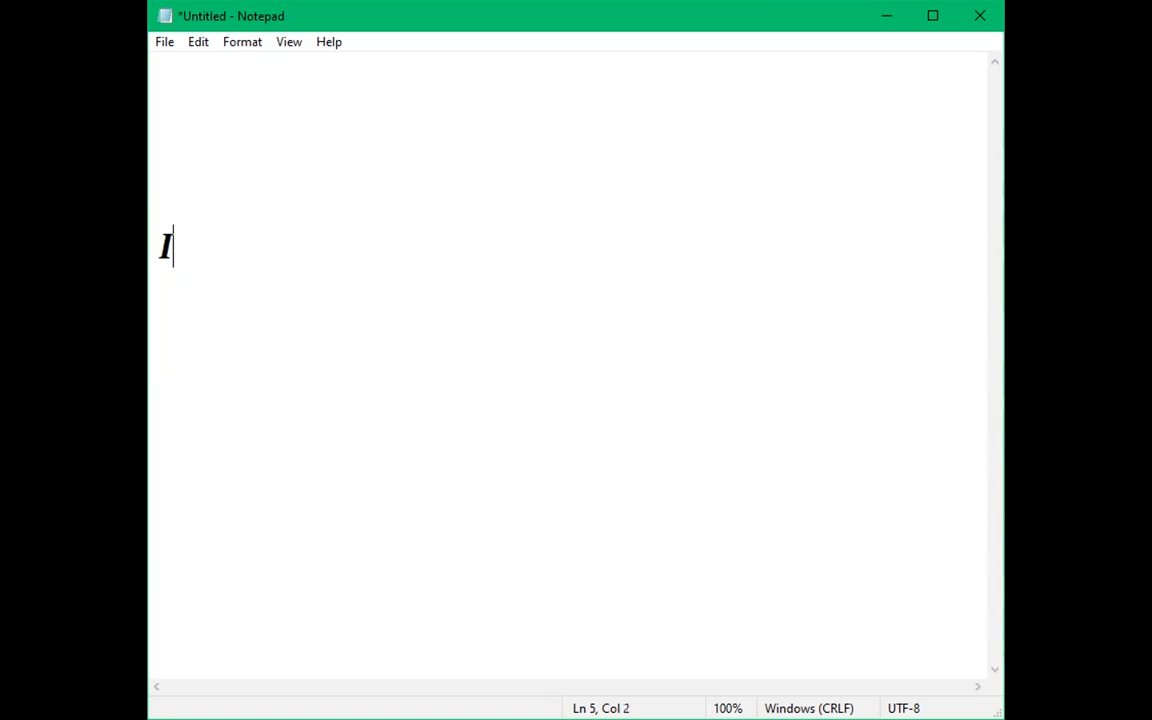 *Untitled - Notepad
File Edit Format View Help
I
Ln 5, Col 2 100% Windows (CRLF) UTF-8